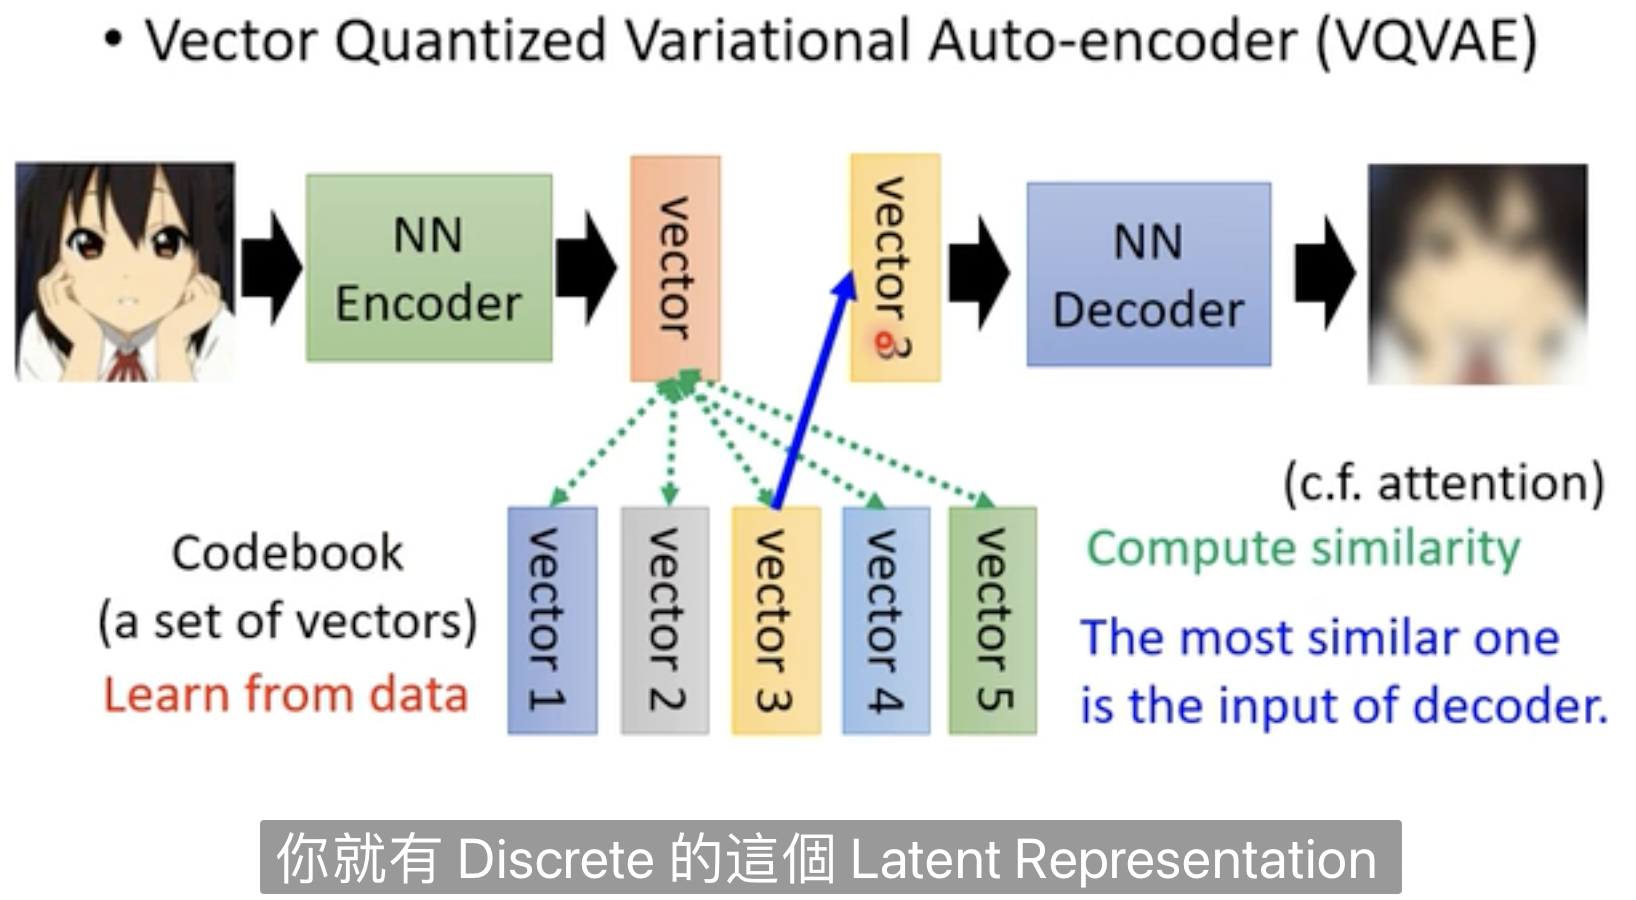 • Vector Quantized Variational Auto-encoder (VQVAE)
NN
Encoder
vector
vector 3
NN
Decoder
(c.f. attention)
Compute similarity
The most similar one
is the input of decoder.
Codebook
(a set of vectors)
Learn from data
vector 1
vector 2
vector 3
vector 4
vector 5
你就有 Discrete 的這個 Latent Representation